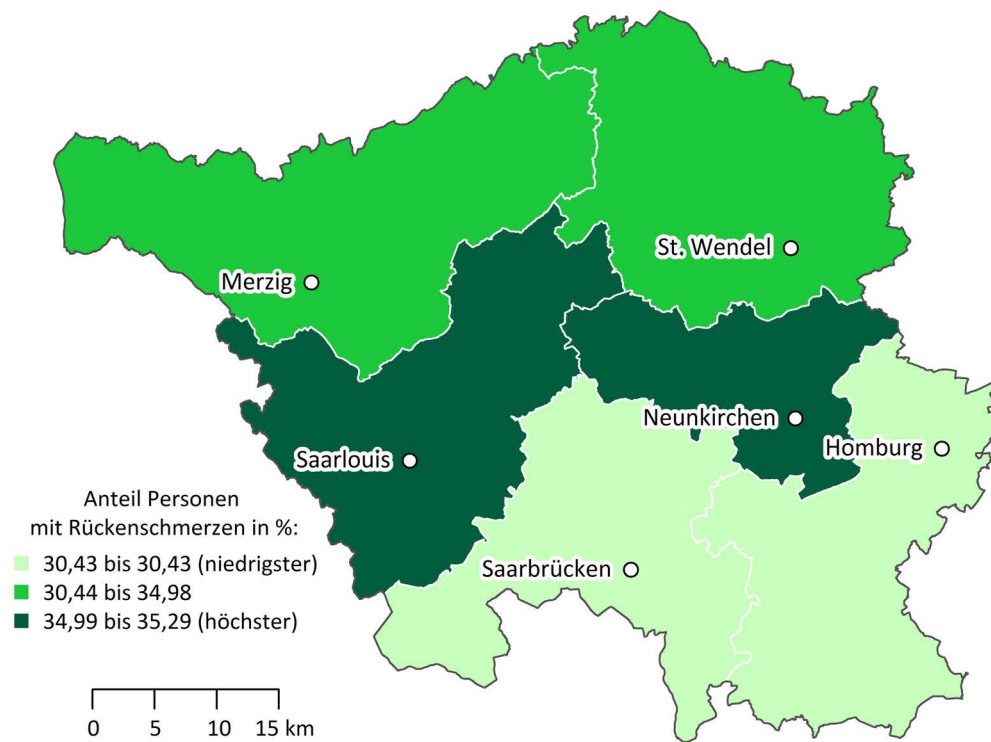 St. Wendel
Merzig
Neunkirchen
Homburg
Saarlouis
Saarbrücken
Anteil Personen
mit Rückenschmerzen in %:
30,43 bis 30,43 (niedrigster)
30,44 bis 34,98
34,99 bis 35,29 (höchster)
0 5 10 15 km